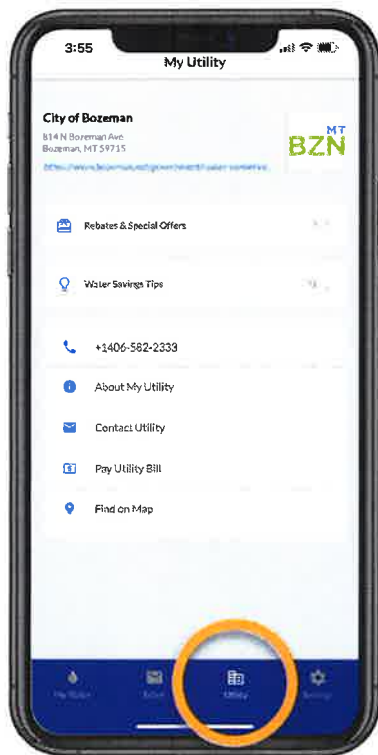 3:55
My Utility
City of Bozeman
814 N Bozeman Ave
Bozeman, MT 59715
MT
BZN
Rebates & Special Offers
Water Savings Tips
+1406-582-2333
About My Utility
Contact Utility
Pay Utility Bill
Find on Map
Utility